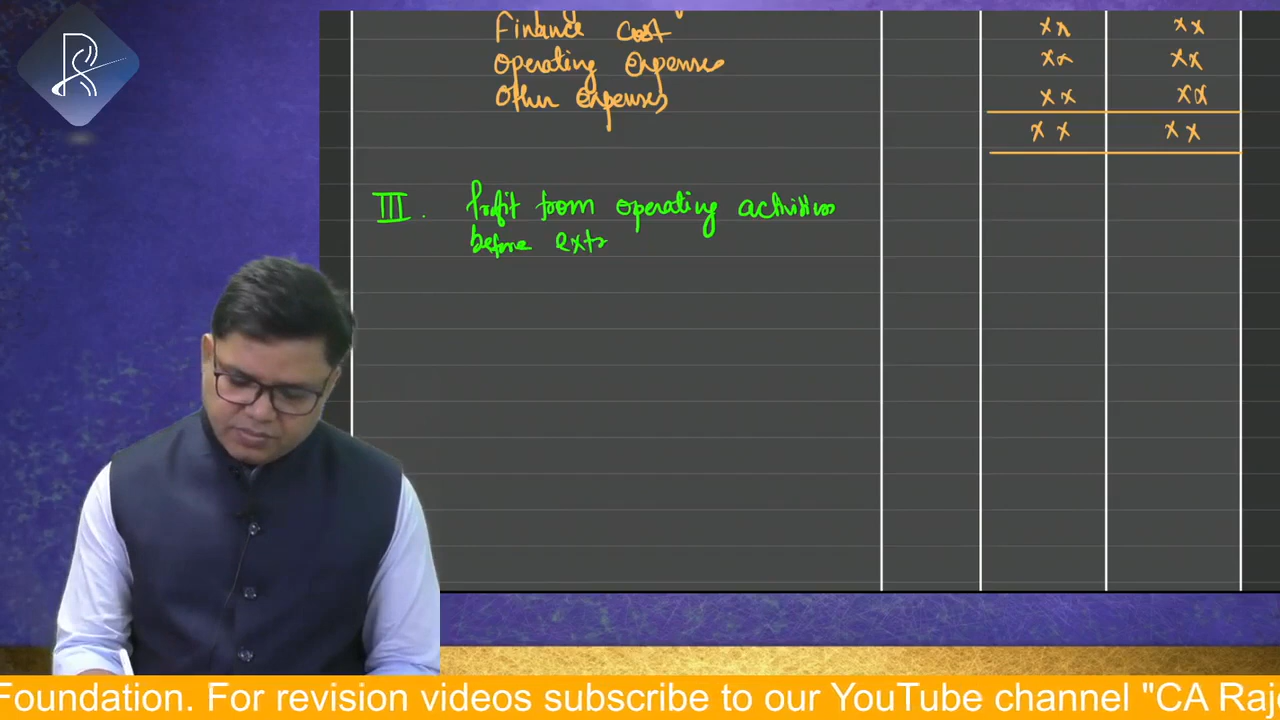 Finance cost xx xx
Operating Expenses xx xx
Other expenses xx xx
xx xx
III. Profit from operating activities
before extr
Foundation. For revision videos subscribe to our YouTube channel "CA Raj